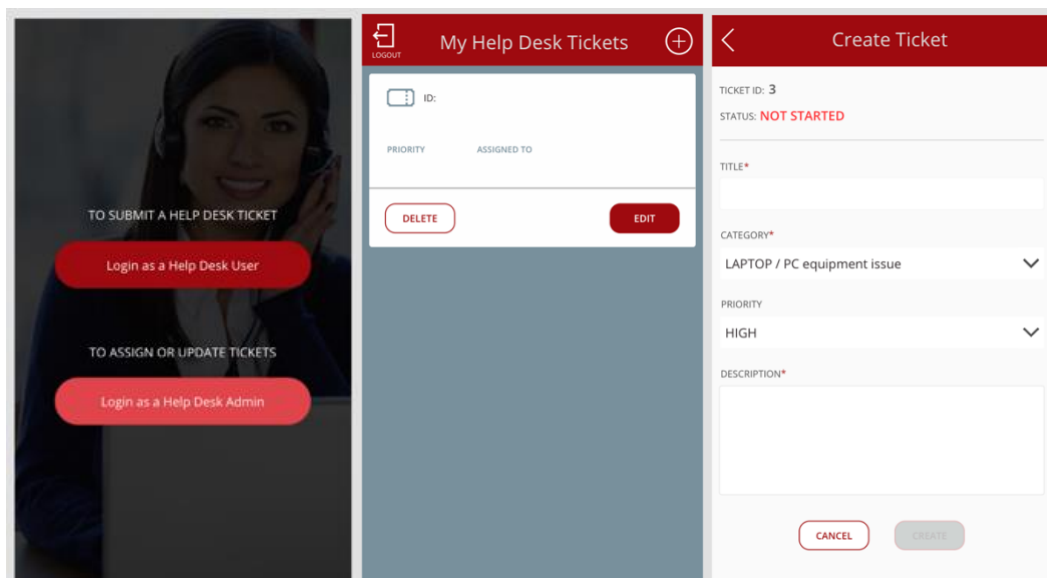 TO SUBMIT A HELP DESK TICKET
Login as a Help Desk User
TO ASSIGN OR UPDATE TICKETS
Login as a Help Desk Admin
LOGOUT
My Help Desk Tickets
ID:
PRIORITY ASSIGNED TO
DELETE EDIT
Create Ticket
TICKET ID: 3
STATUS: NOT STARTED
TITLE*
CATEGORY*
LAPTOP / PC equipment issue
PRIORITY
HIGH
DESCRIPTION*
CANCEL CREATE